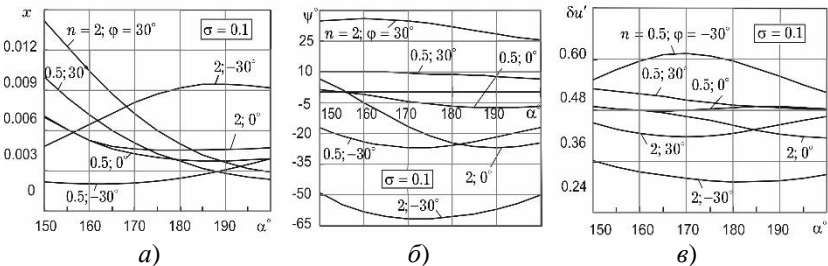 x
n = 2; φ = 30°
σ = 0.1
0.012
0.5; 30°
2; −30°
0.009
0.006
2; 0°
0.003
0.5; 0°
0
0.5; −30°
150 160 170 180 190 α°
а)
ψ°
45
n = 2; φ = 30°
25
0.5; 0°
10
0.5; 30°
-5
150 160 170 180 190 α°
-25
0.5; −30°
2; 0°
σ = 0.1
-50
2; −30°
-65
б)
δu′
n = 0.5; φ = −30°
σ = 0.1
0.60
0.5; 30°
0.5; 0°
0.48
0.36
2; 30°
2; 0°
0.24
2; −30°
150 160 170 180 190 α°
в)